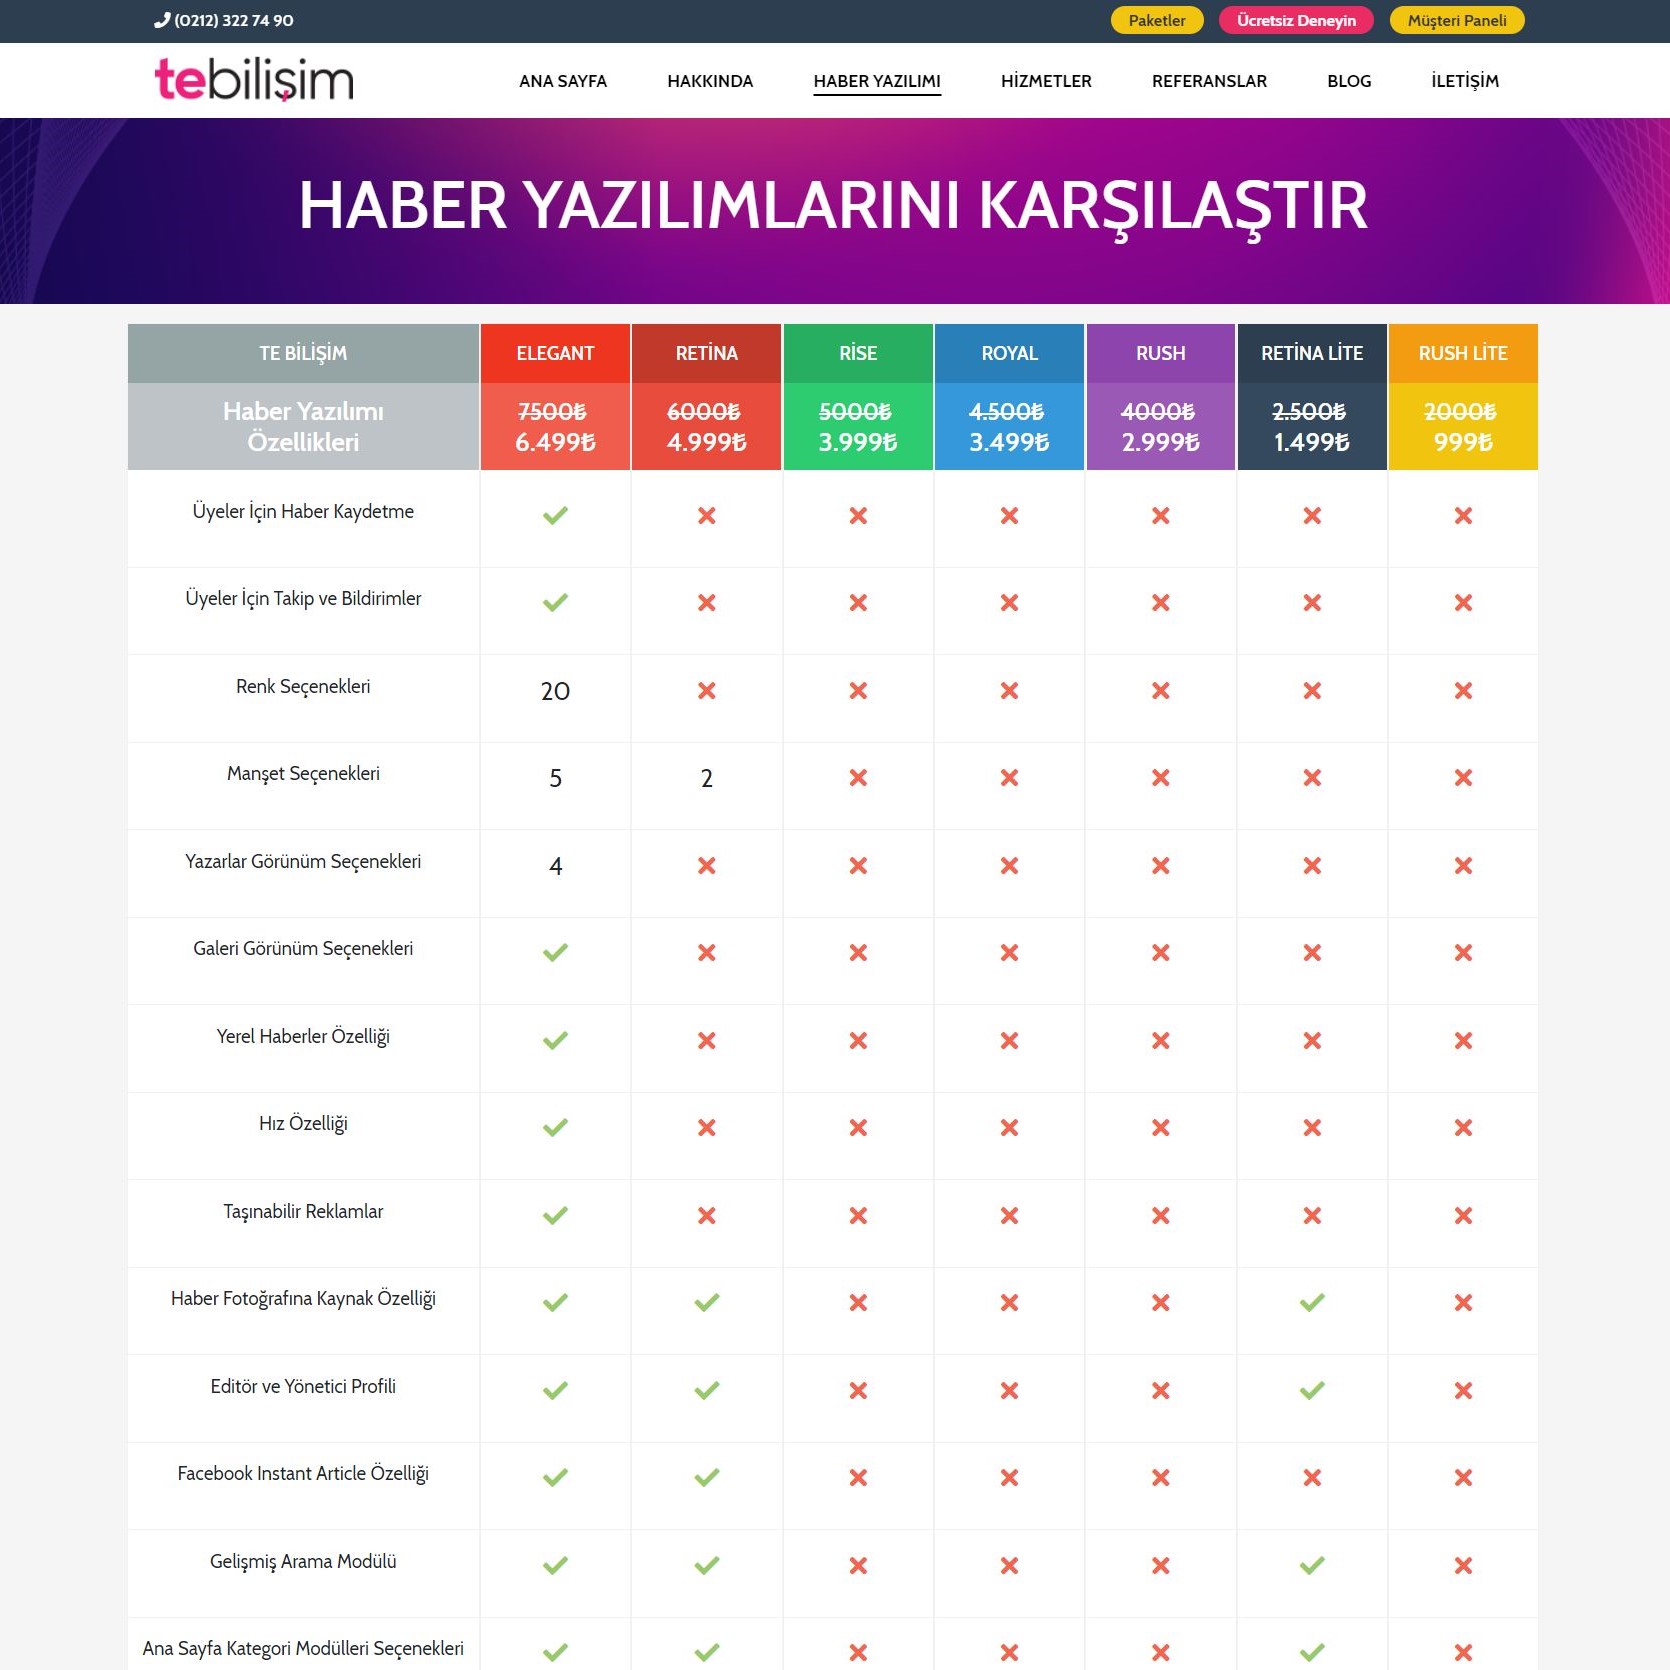 (0212) 322 74 90
Paketler
Ücretsiz Deneyin
Müşteri Paneli
tebilişim
ANA SAYFA
HAKKINDA
HABER YAZILIMI
HİZMETLER
REFERANSLAR
BLOG
İLETİŞİM
HABER YAZILIMLARINI KARŞILAŞTIR
TE BİLİŞİM
ELEGANT
RETİNA
RİSE
ROYAL
RUSH
RETİNA LİTE
RUSH LİTE
Haber Yazılımı
Özellikleri
7500₺
6.499₺
6000₺
4.999₺
5000₺
3.999₺
4.500₺
3.499₺
4000₺
2.999₺
2.500₺
1.499₺
2000₺
999₺
Üyeler İçin Haber Kaydetme
Üyeler İçin Takip ve Bildirimler
Renk Seçenekleri
20
Manşet Seçenekleri
5
2
Yazarlar Görünüm Seçenekleri
4
Galeri Görünüm Seçenekleri
Yerel Haberler Özelliği
Hız Özelliği
Taşınabilir Reklamlar
Haber Fotoğrafına Kaynak Özelliği
Editör ve Yönetici Profili
Facebook Instant Article Özelliği
Gelişmiş Arama Modülü
Ana Sayfa Kategori Modülleri Seçenekleri